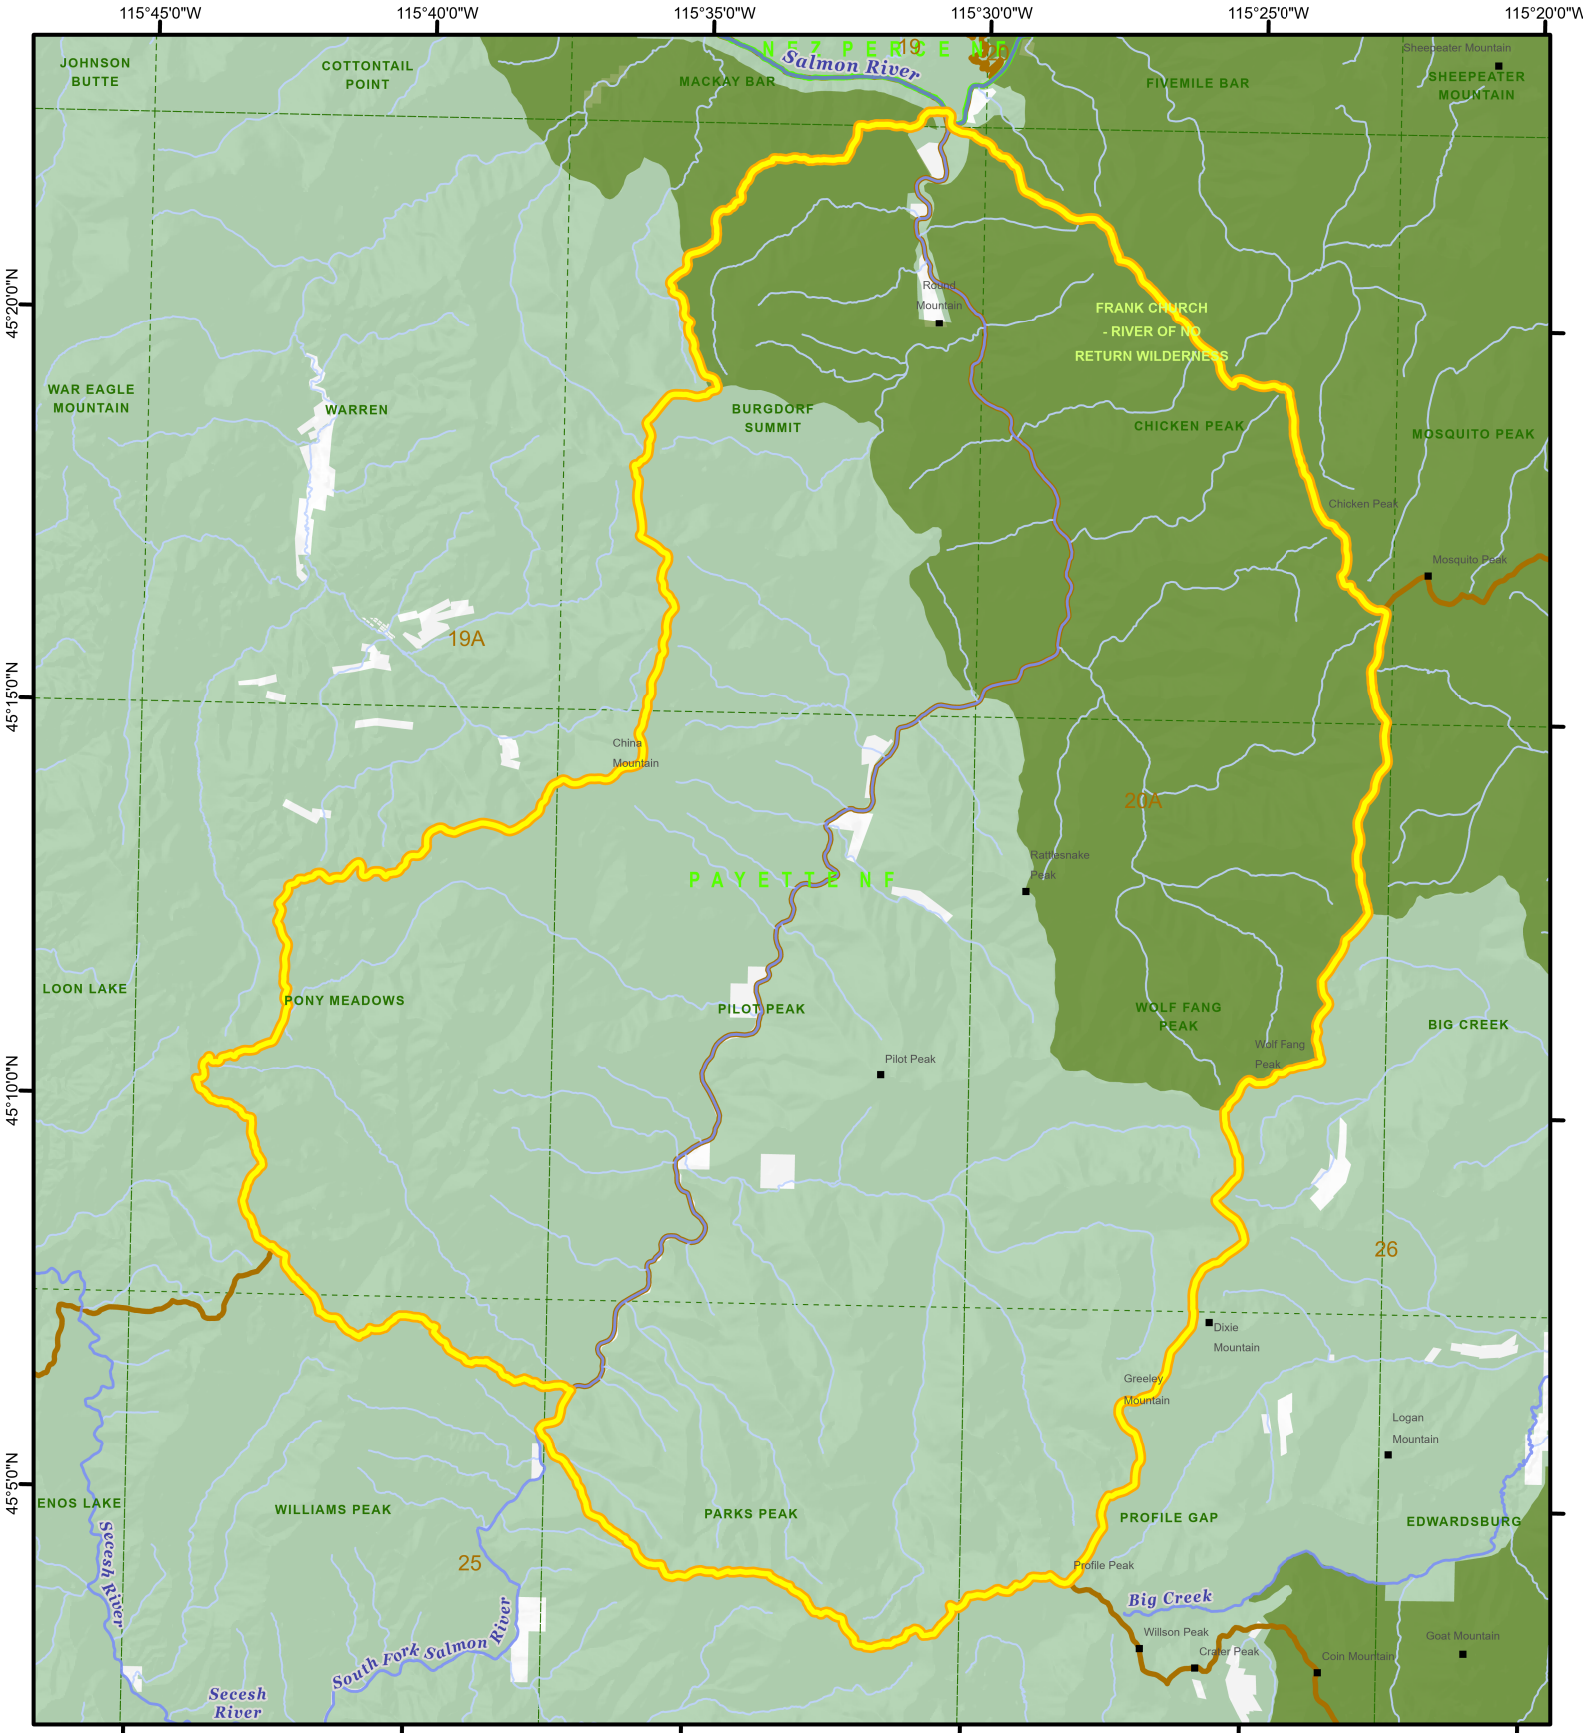 115°45'0"W
115°40'0"W
115°35'0"W
115°30'0"W
115°25'0"W
115°20'0"W
NEZ PERCE NF
19
Salmon River
Sheepeater Mountain
JOHNSON
BUTTE
COTTONTAIL
POINT
MACKAY BAR
FIVEMILE BAR
SHEEPEATER
MOUNTAIN
45°20'0"N
Round
Mountain
FRANK CHURCH
- RIVER OF NO
RETURN WILDERNESS
WAR EAGLE
MOUNTAIN
WARREN
BURGDORF
SUMMIT
CHICKEN PEAK
MOSQUITO PEAK
Chicken Peak
Mosquito Peak
19A
45°15'0"N
China
Mountain
20A
Rattlesnake
Peak
PAYETTE NF
LOON LAKE
PONY MEADOWS
PILOT PEAK
WOLF FANG
PEAK
BIG CREEK
Wolf Fang
Peak
Pilot Peak
45°10'0"N
26
Dixie
Mountain
Greeley
Mountain
Logan
Mountain
45°5'0"N
ENOS LAKE
WILLIAMS PEAK
PARKS PEAK
PROFILE GAP
EDWARDSBURG
25
Secesh River
Profile Peak
Big Creek
South Fork Salmon River
Willson Peak
Crater Peak
Coin Mountain
Goat Mountain
Secesh
River